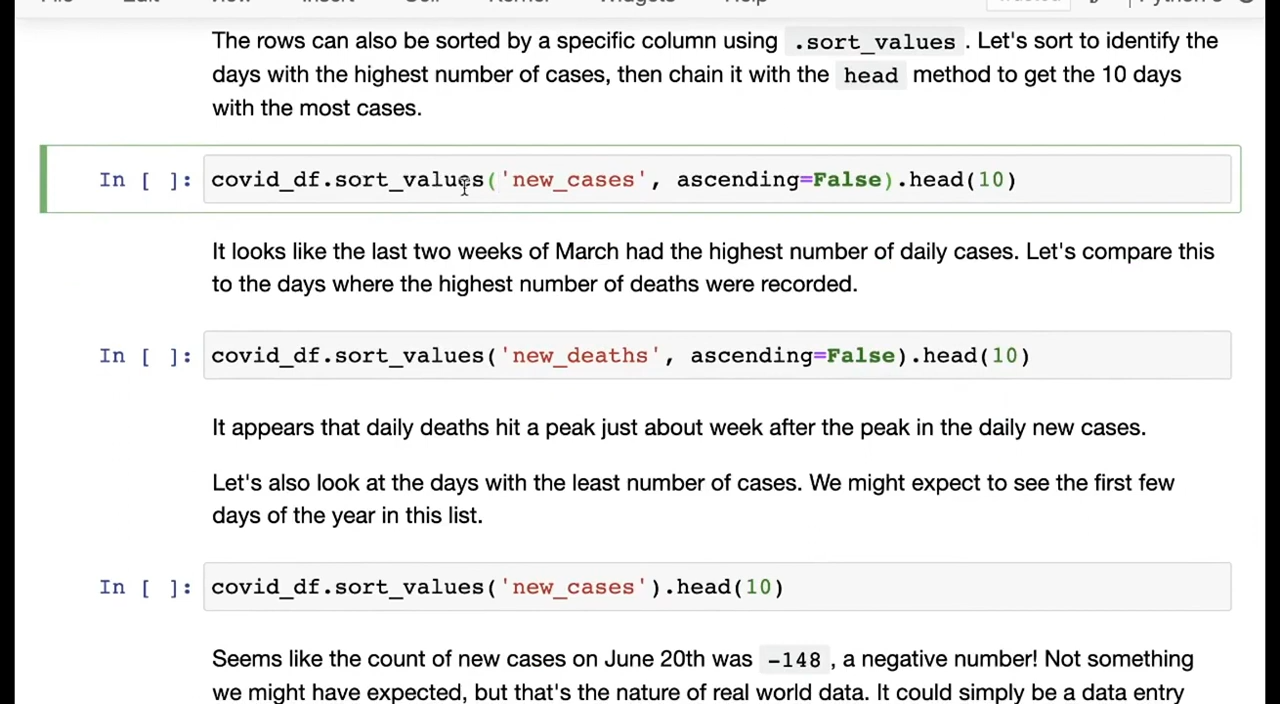 The rows can also be sorted by a specific column using .sort_values . Let's sort to identify the
days with the highest number of cases, then chain it with the head method to get the 10 days
with the most cases.
In [ ]: covid_df.sort_values('new_cases', ascending=False).head(10)
It looks like the last two weeks of March had the highest number of daily cases. Let's compare this
to the days where the highest number of deaths were recorded.
In [ ]: covid_df.sort_values('new_deaths', ascending=False).head(10)
It appears that daily deaths hit a peak just about week after the peak in the daily new cases.
Let's also look at the days with the least number of cases. We might expect to see the first few
days of the year in this list.
In [ ]: covid_df.sort_values('new_cases').head(10)
Seems like the count of new cases on June 20th was -148 , a negative number! Not something
we might have expected, but that's the nature of real world data. It could simply be a data entry